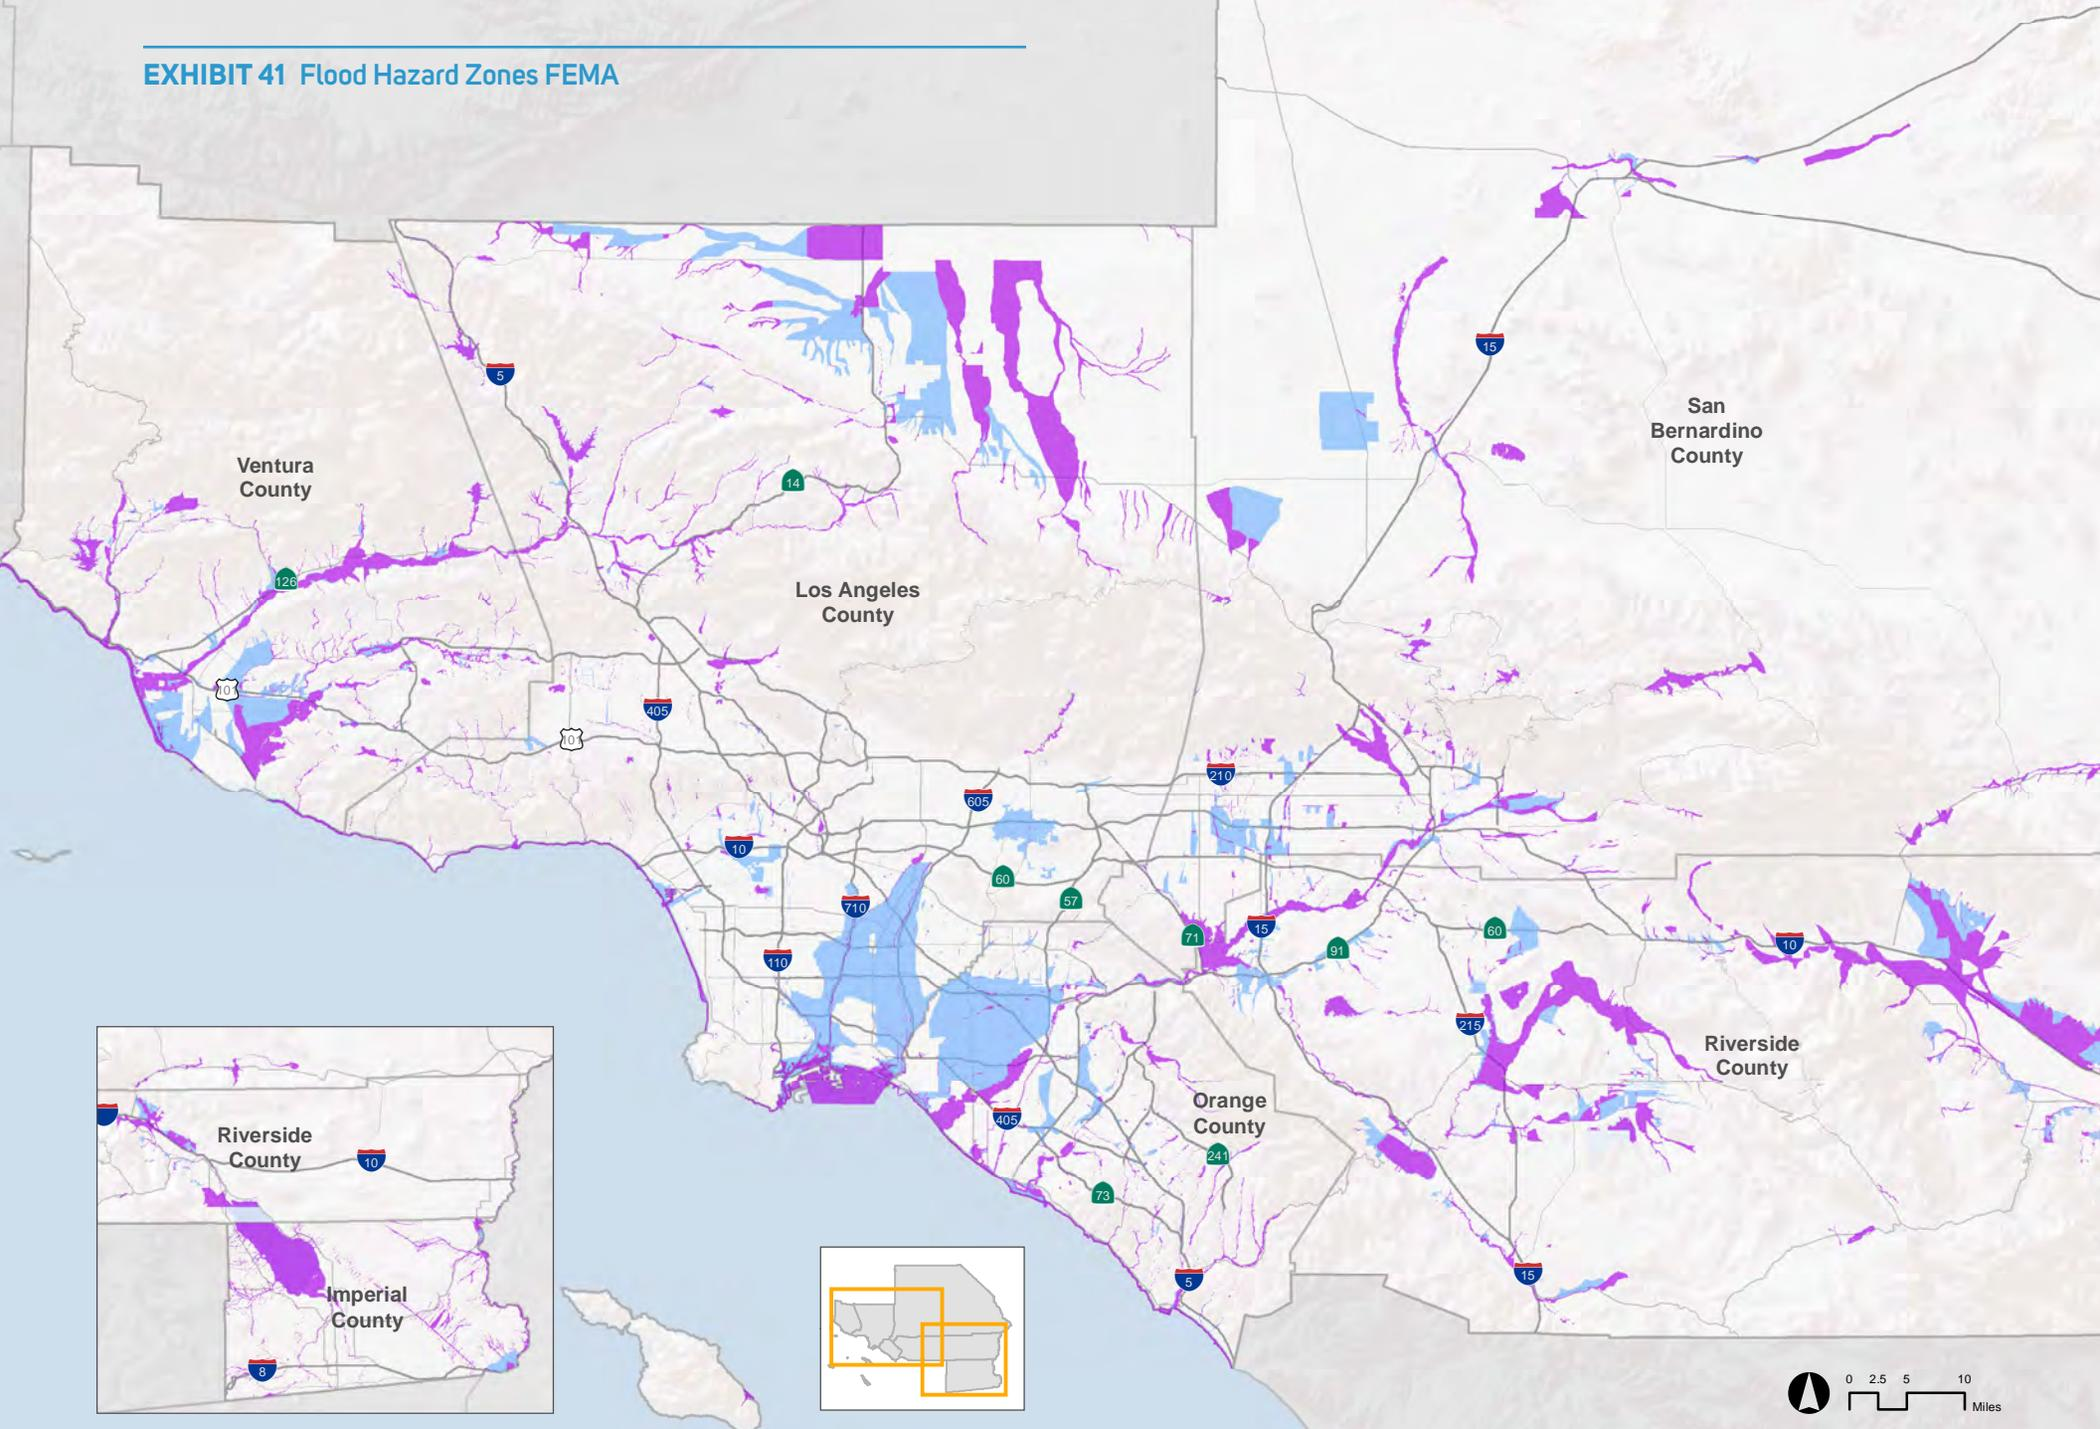 EXHIBIT 41 Flood Hazard Zones FEMA
15
5
San
Bernardino
County
Ventura
County
14
126
Los Angeles
County
101
405
101
210
605
10
60
57
710
71
15
91
60
10
110
215
Riverside
County
405
Orange
County
241
73
5
15
Riverside
County
10
Imperial
County
8
0 2.5 5 10
Miles